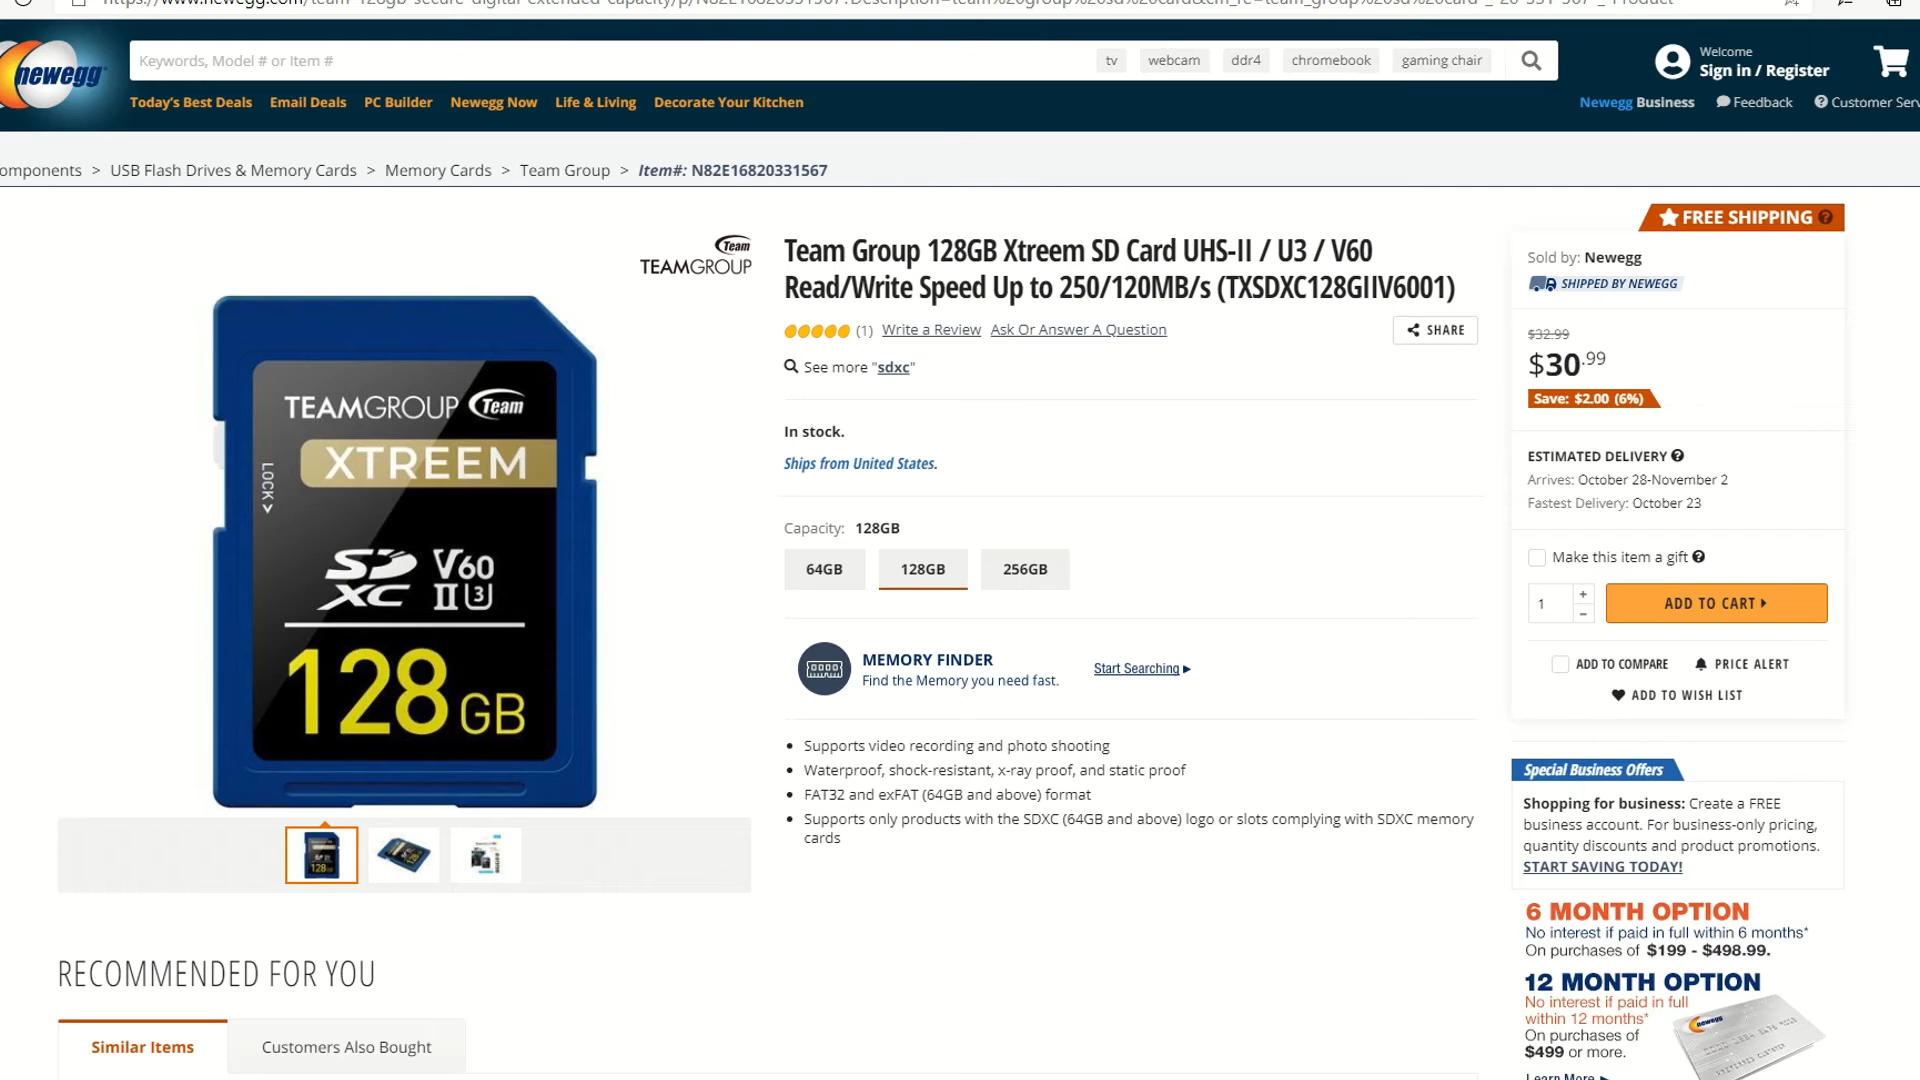 newegg
Keywords, Model # or Item #
tv
webcam
ddr4
chromebook
gaming chair
Welcome
Sign in / Register
Today's Best Deals
Email Deals
PC Builder
Newegg Now
Life & Living
Decorate Your Kitchen
Newegg Business
Feedback
Customer Serv
omponents > USB Flash Drives & Memory Cards > Memory Cards > Team Group > Item#: N82E16820331567
FREE SHIPPING
Team
TEAMGROUP
Team Group 128GB Xtreem SD Card UHS-II / U3 / V60
Read/Write Speed Up to 250/120MB/s (TXSDXC128GIIV6001)
(1) Write a Review Ask Or Answer A Question
SHARE
See more "sdxc"
In stock.
Ships from United States.
Capacity: 128GB
64GB
128GB
256GB
MEMORY FINDER
Find the Memory you need fast.
Start Searching
Supports video recording and photo shooting
Waterproof, shock-resistant, x-ray proof, and static proof
FAT32 and exFAT (64GB and above) format
Supports only products with the SDXC (64GB and above) logo or slots complying with SDXC memory
cards
TEAMGROUP Team
XTREEM
LOCK >
SD XC
V60
II U3
128 GB
Sold by: Newegg
SHIPPED BY NEWEGG
$32.99
$30.99
Save: $2.00 (6%)
ESTIMATED DELIVERY
Arrives: October 28-November 2
Fastest Delivery: October 23
Make this item a gift
1
+
−
ADD TO CART
ADD TO COMPARE
PRICE ALERT
ADD TO WISH LIST
Special Business Offers
Shopping for business: Create a FREE
business account. For business-only pricing,
quantity discounts and product promotions.
START SAVING TODAY!
6 MONTH OPTION
No interest if paid in full within 6 months*
On purchases of $199 - $498.99.
12 MONTH OPTION
No interest if paid in full
within 12 months*
On purchases of
$499 or more.
Learn More
newegg
RECOMMENDED FOR YOU
Similar Items
Customers Also Bought